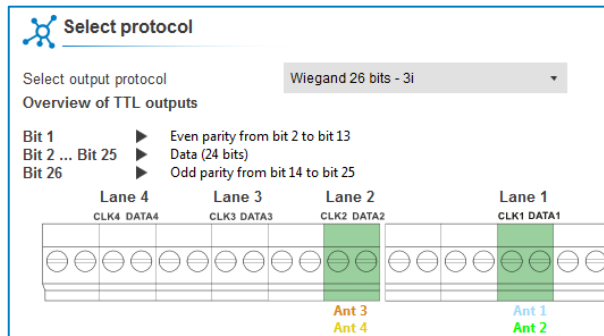 Select protocol
Select output protocol Wiegand 26 bits - 3i
Overview of TTL outputs
Bit 1 Even parity from bit 2 to bit 13
Bit 2 ... Bit 25 Data (24 bits)
Bit 26 Odd parity from bit 14 to bit 25
Lane 4 Lane 3 Lane 2 Lane 1
CLK4 DATA4 CLK3 DATA3 CLK2 DATA2 CLK1 DATA1
Ant 3 Ant 1
Ant 4 Ant 2